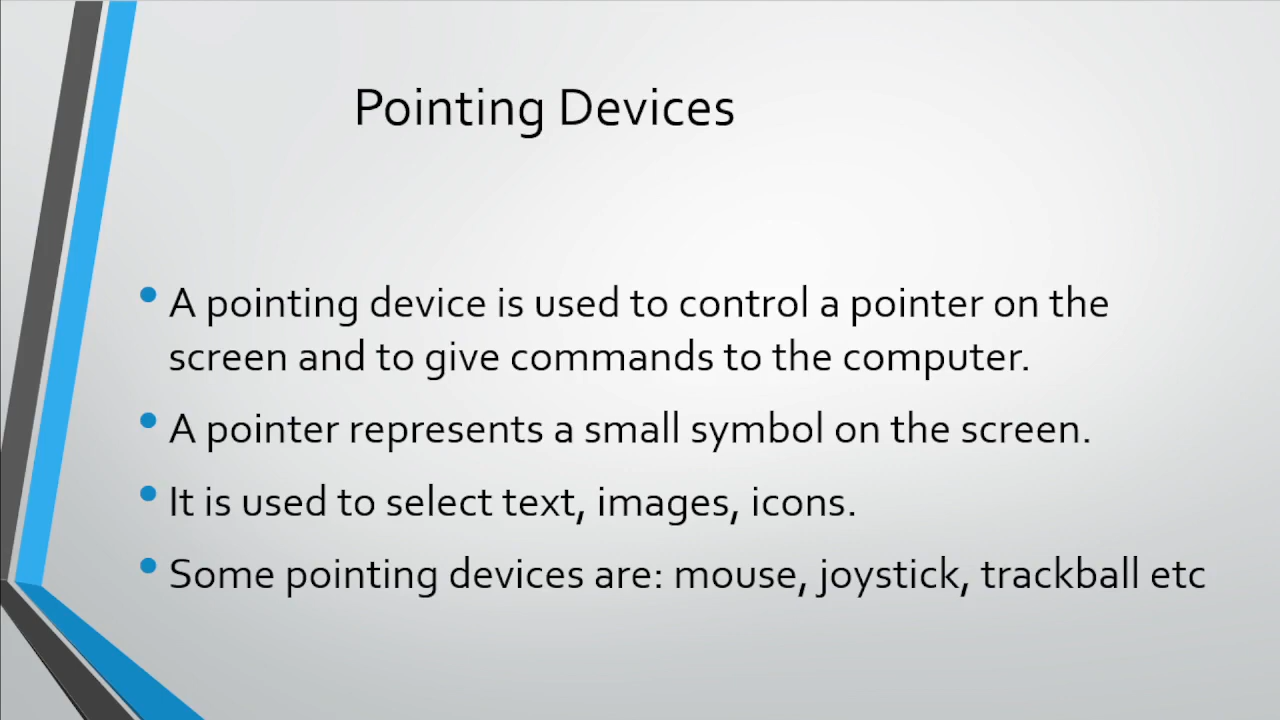 Pointing Devices
• A pointing device is used to control a pointer on the
screen and to give commands to the computer.
• A pointer represents a small symbol on the screen.
• It is used to select text, images, icons.
• Some pointing devices are: mouse, joystick, trackball etc